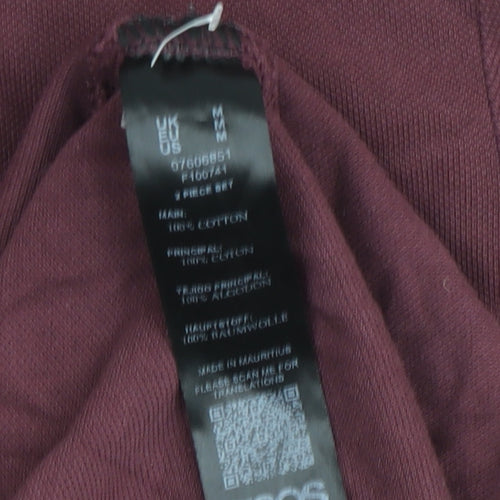 UK M
EU M
US M
07606851
F100741
2 PIECE SET
MAIN:
100% COTTON
PRINCIPAL:
100% COTON
TEJIDO PRINCIPAL:
100% ALGODON
HAUPTSTOFF:
100% BAUMWOLLE
MADE IN MAURITIUS
PLEASE SCAN ME FOR
TRANSLATIONS